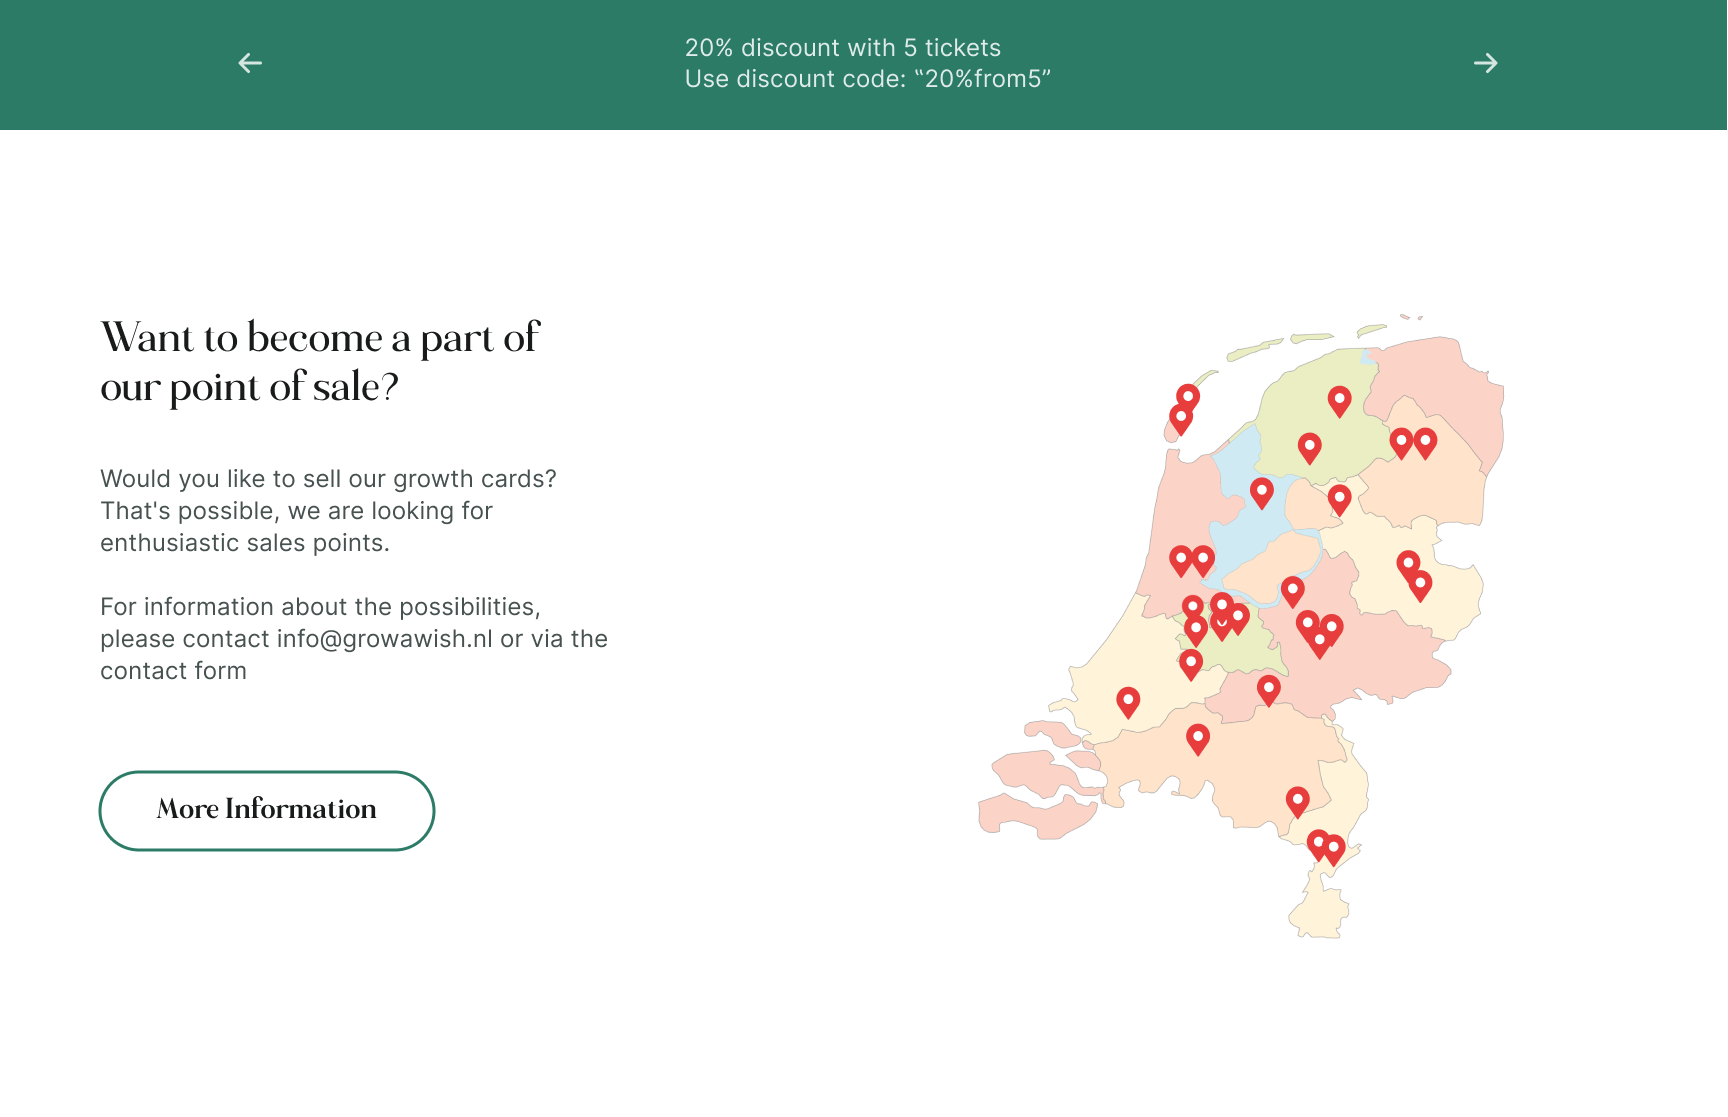 20% discount with 5 tickets
Use discount code: “20%from5”
Want to become a part of
our point of sale?
Would you like to sell our growth cards?
That's possible, we are looking for
enthusiastic sales points.
For information about the possibilities,
please contact info@growawish.nl or via the
contact form
More Information